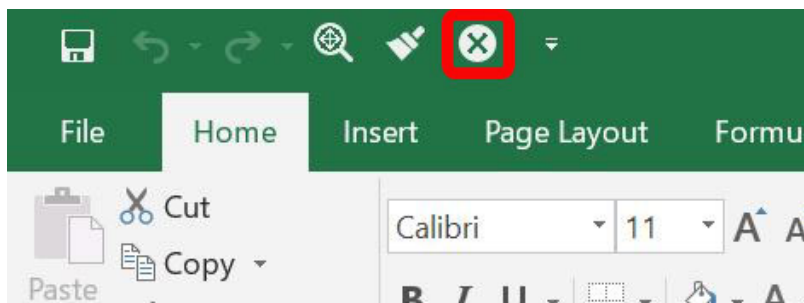 File Home Insert Page Layout Formu
Cut
Calibri 11 A A
Copy
Paste
B I U A